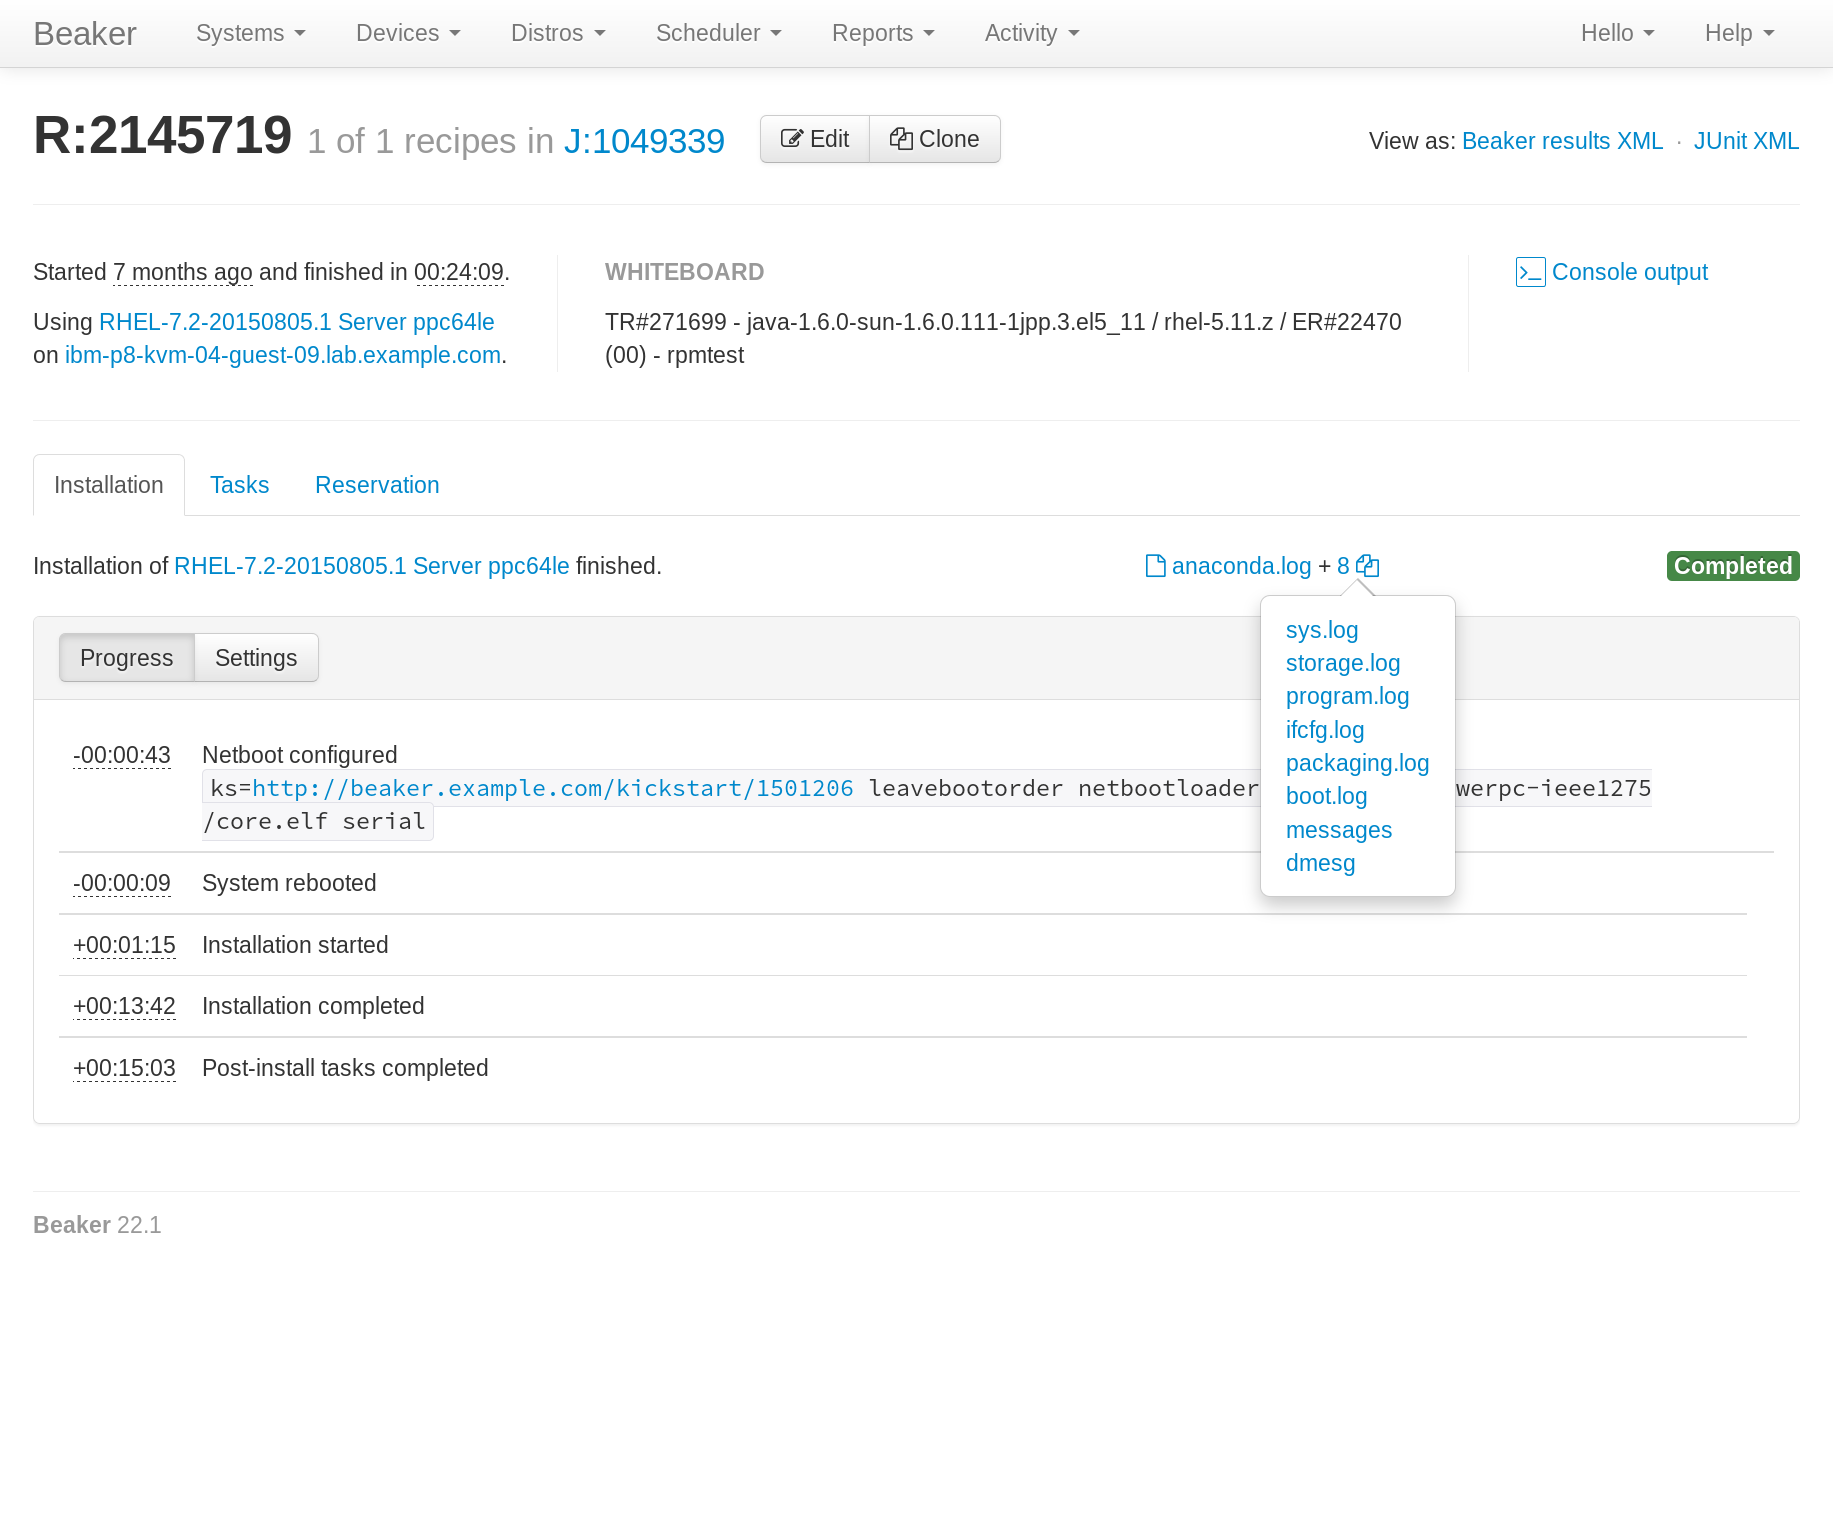 Beaker Systems Devices Distros Scheduler Reports Activity Hello Help
R:2145719 1 of 1 recipes in J:1049339 Edit Clone View as: Beaker results XML · JUnit XML
Started 7 months ago and finished in 00:24:09.
Using RHEL-7.2-20150805.1 Server ppc64le
on ibm-p8-kvm-04-guest-09.lab.example.com.
WHITEBOARD
TR#271699 - java-1.6.0-sun-1.6.0.111-1jpp.3.el5_11 / rhel-5.11.z / ER#22470
(00) - rpmtest
Console output
Installation Tasks Reservation
Installation of RHEL-7.2-20150805.1 Server ppc64le finished. anaconda.log + 8 Completed
sys.log
storage.log
program.log
ifcfg.log
packaging.log
boot.log
messages
dmesg
Progress Settings
-00:00:43 Netboot configured
ks=http://beaker.example.com/kickstart/1501206 leavebootorder netbootloader werpc-ieee1275
/core.elf serial
-00:00:09 System rebooted
+00:01:15 Installation started
+00:13:42 Installation completed
+00:15:03 Post-install tasks completed
Beaker 22.1